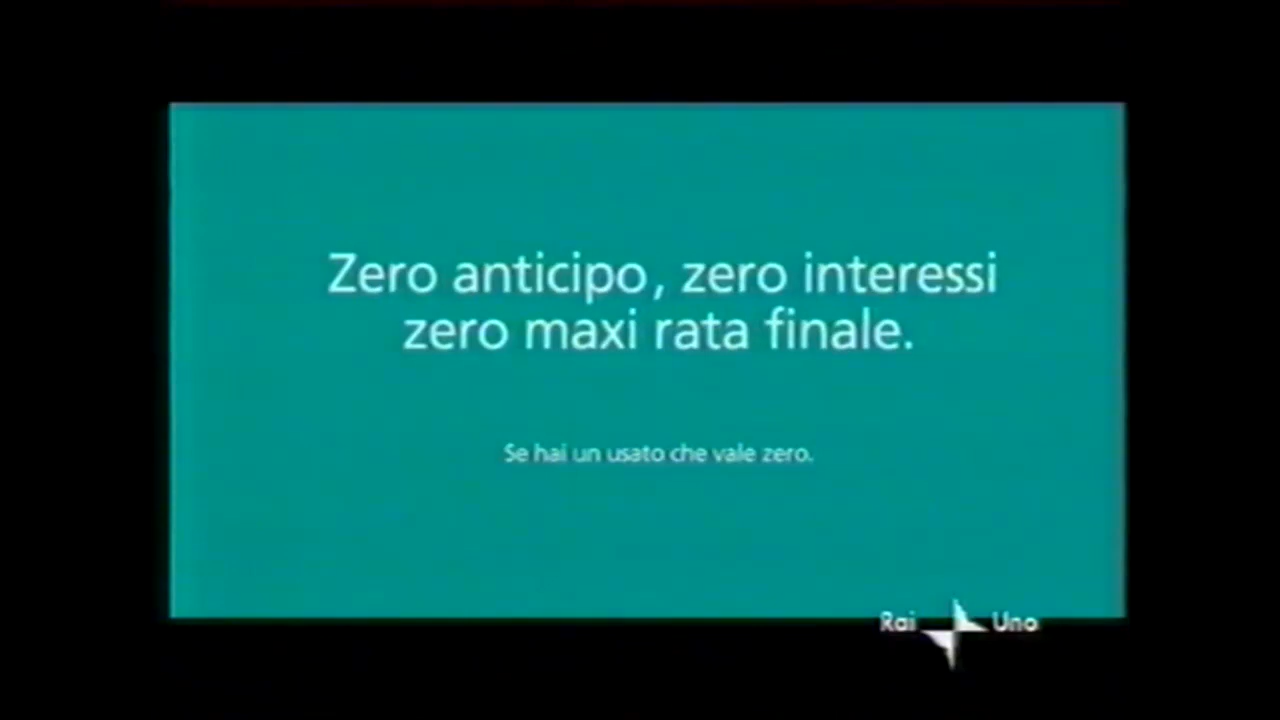 Zero anticipo, zero interessi
zero maxi rata finale.
Se hai un usato che vale zero.
Rai Uno